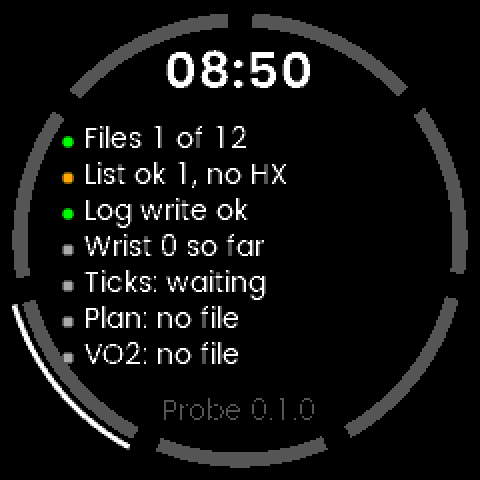 08:50
Files 1 of 12
List ok 1, no HX
Log write ok
Wrist 0 so far
Ticks: waiting
Plan: no file
VO2: no file
Probe 0.1.0